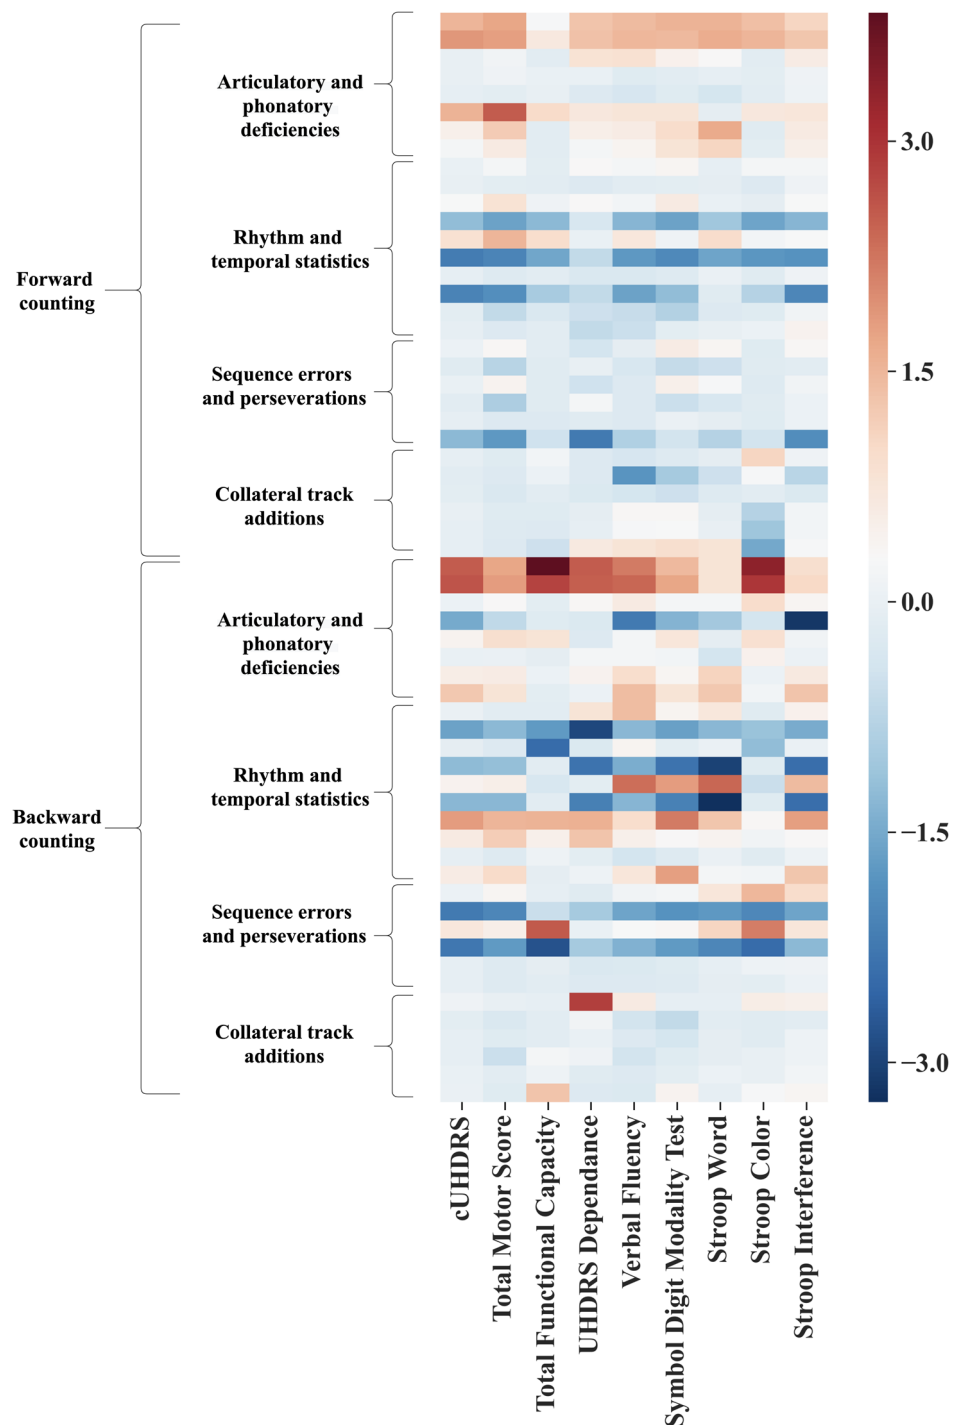 Forward
counting
Articulatory and
phonatory
deficiencies
Rhythm and
temporal statistics
Sequence errors
and perseverations
Collateral track
additions
Backward
counting
Articulatory and
phonatory
deficiencies
Rhythm and
temporal statistics
Sequence errors
and perseverations
Collateral track
additions
3.0
1.5
0.0
−1.5
−3.0
cUHDRS
Total Motor Score
Total Functional Capacity
UHDRS Dependance
Verbal Fluency
Symbol Digit Modality Test
Stroop Word
Stroop Color
Stroop Interference